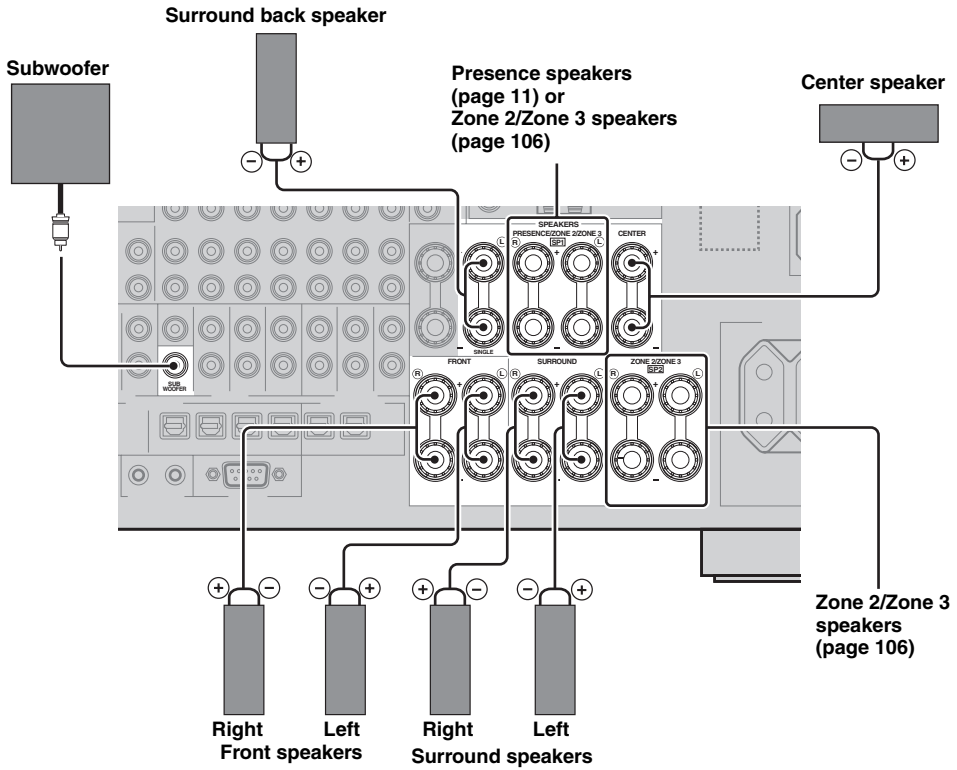 Surround back speaker
Subwoofer
Presence speakers
(page 11) or
Zone 2/Zone 3 speakers
(page 106)
Center speaker
− +
− +
SPEAKERS
PRESENCE/ZONE 2/ZONE 3
CENTER
L
R
SP1
L
+
+
−
−
SINGLE
FRONT
SURROUND
ZONE 2/ZONE 3
SP2
R
L
R
L
R
L
+
+
+
SUB
WOOFER
−
+ −
− +
+ −
− +
Zone 2/Zone 3
speakers
(page 106)
Right
Left
Right
Left
Front speakers
Surround speakers